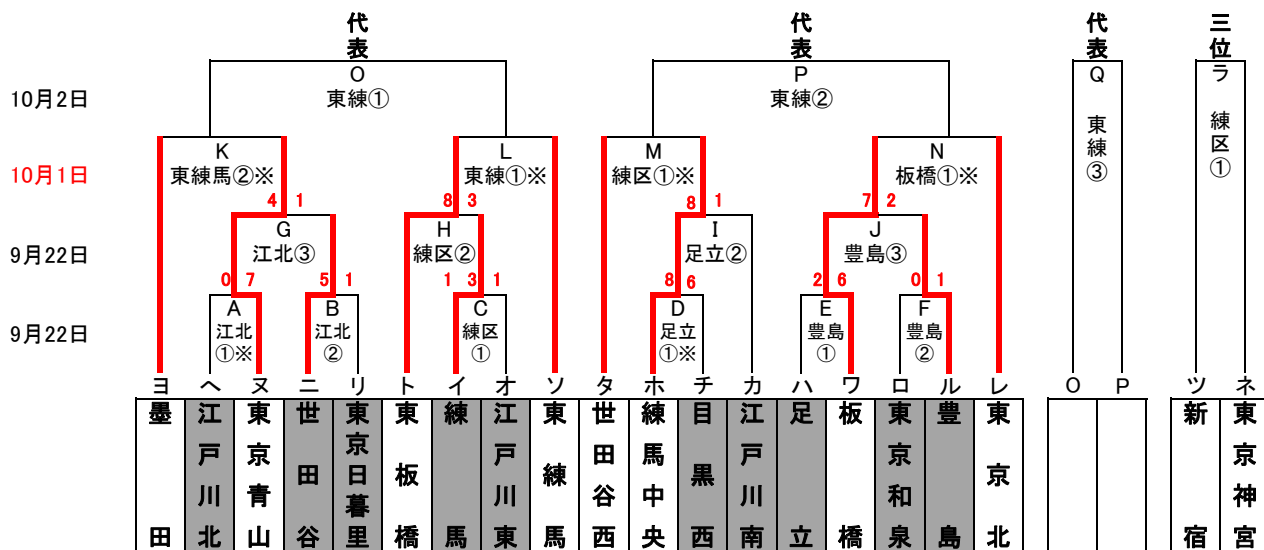 代表
代表
代表
三位
O
P
Q
ラ
10月2日
東練①
東練②
東練③
練区①
K
L
M
N
10月1日
東練馬②※
東練①※
練区①※
板橋①※
4 1
8 3
8 1
7 2
G
H
I
J
9月22日
江北③
練区②
足立②
豊島③
0 7
5 1
1 3 1
8 6
2 6
0 1
A
B
C
D
E
F
9月22日
江北①※
江北②
練区①
足立①※
豊島①
豊島②
ヨ ヘ ヌ ニ リ ト イ オ ソ タ ホ チ カ ハ ワ ロ ル レ O P ツ ネ
墨田
江戸川北
東京青山
世田谷
東京日暮里
東板橋
練馬
江戸川東
東練馬
世田谷西
練馬中央
目黒西
江戸川南
足立
板橋
東京和泉
豊島
東京北
新宿
東京神宮